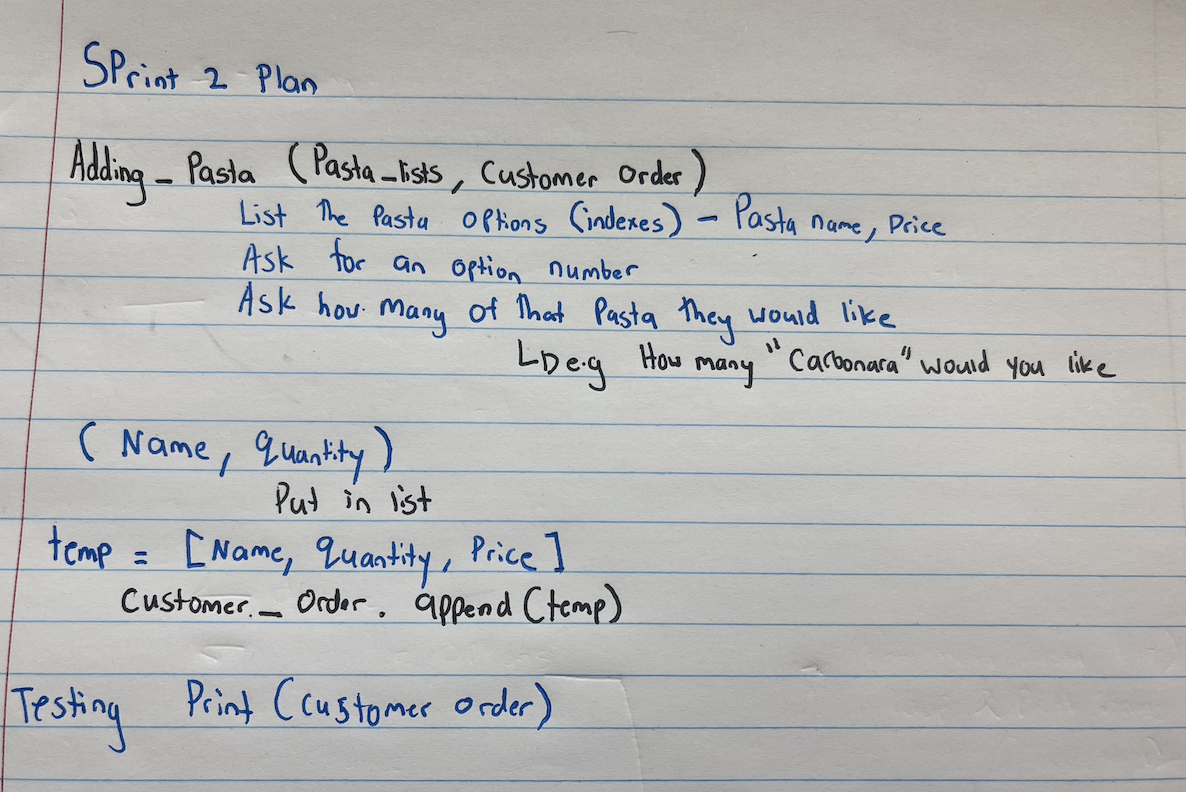 SPrint 2 Plan
Adding_Pasta (Pasta_lists, Customer Order)
List The Pasta options (indexes) - Pasta name, Price
Ask for an option number
Ask how many of That Pasta they would like
e.g How many "Carbonara" would you like
(Name, quantity)
Put in list
temp = [Name, quantity, Price]
Customer_Order.append(temp)
Testing Print (customer order)